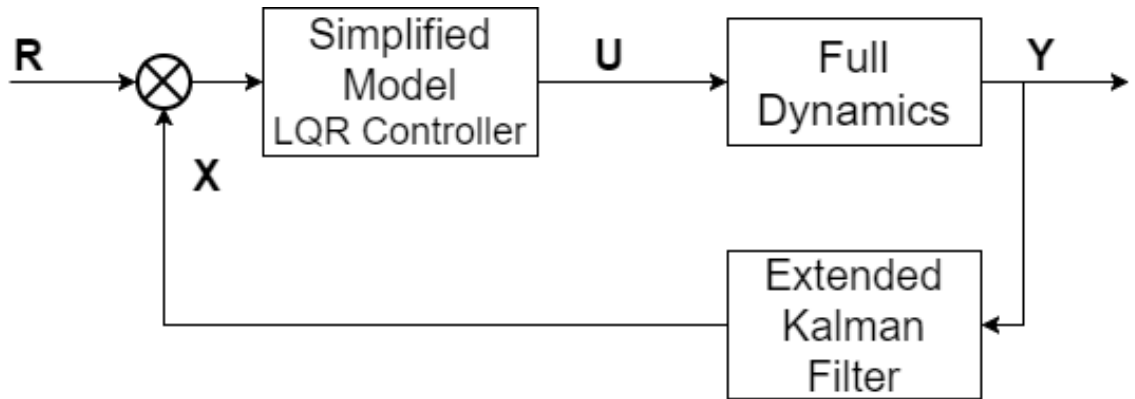 R
Simplified
Model
LQR Controller
U
Full
Dynamics
Y
X
Extended
Kalman
Filter